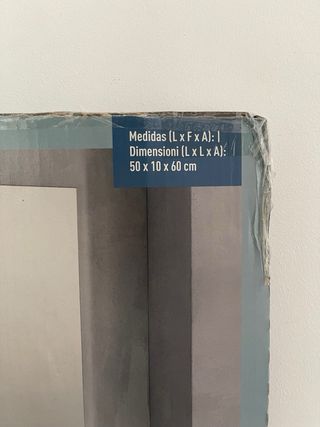 Medidas (L x F x A): |
Dimensioni (L x L x A):
50 x 10 x 60 cm